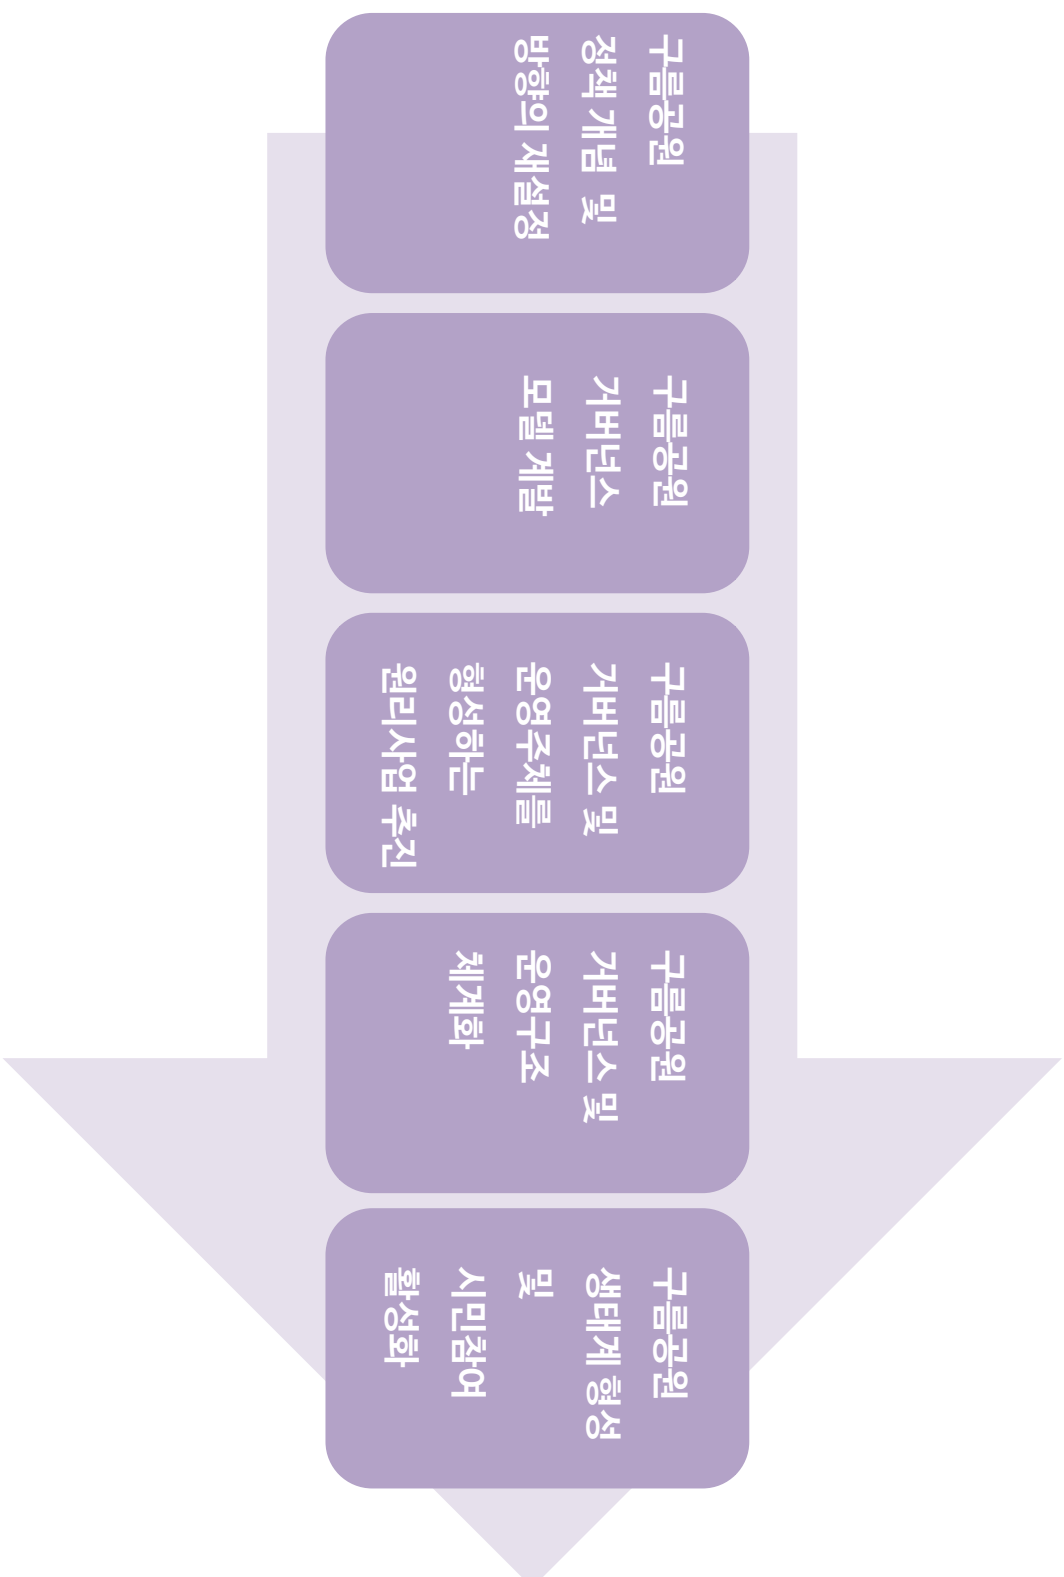 구름공원
정책 개념 및
방향의 재설정
구름공원
거버넌스
모델 계발
구름공원
거버넌스 및
운영주체를
형성하는
원리사업 추진
구름공원
거버넌스 및
운영구조
체계화
구름공원
생태계 형성
및
시민참여
활성화